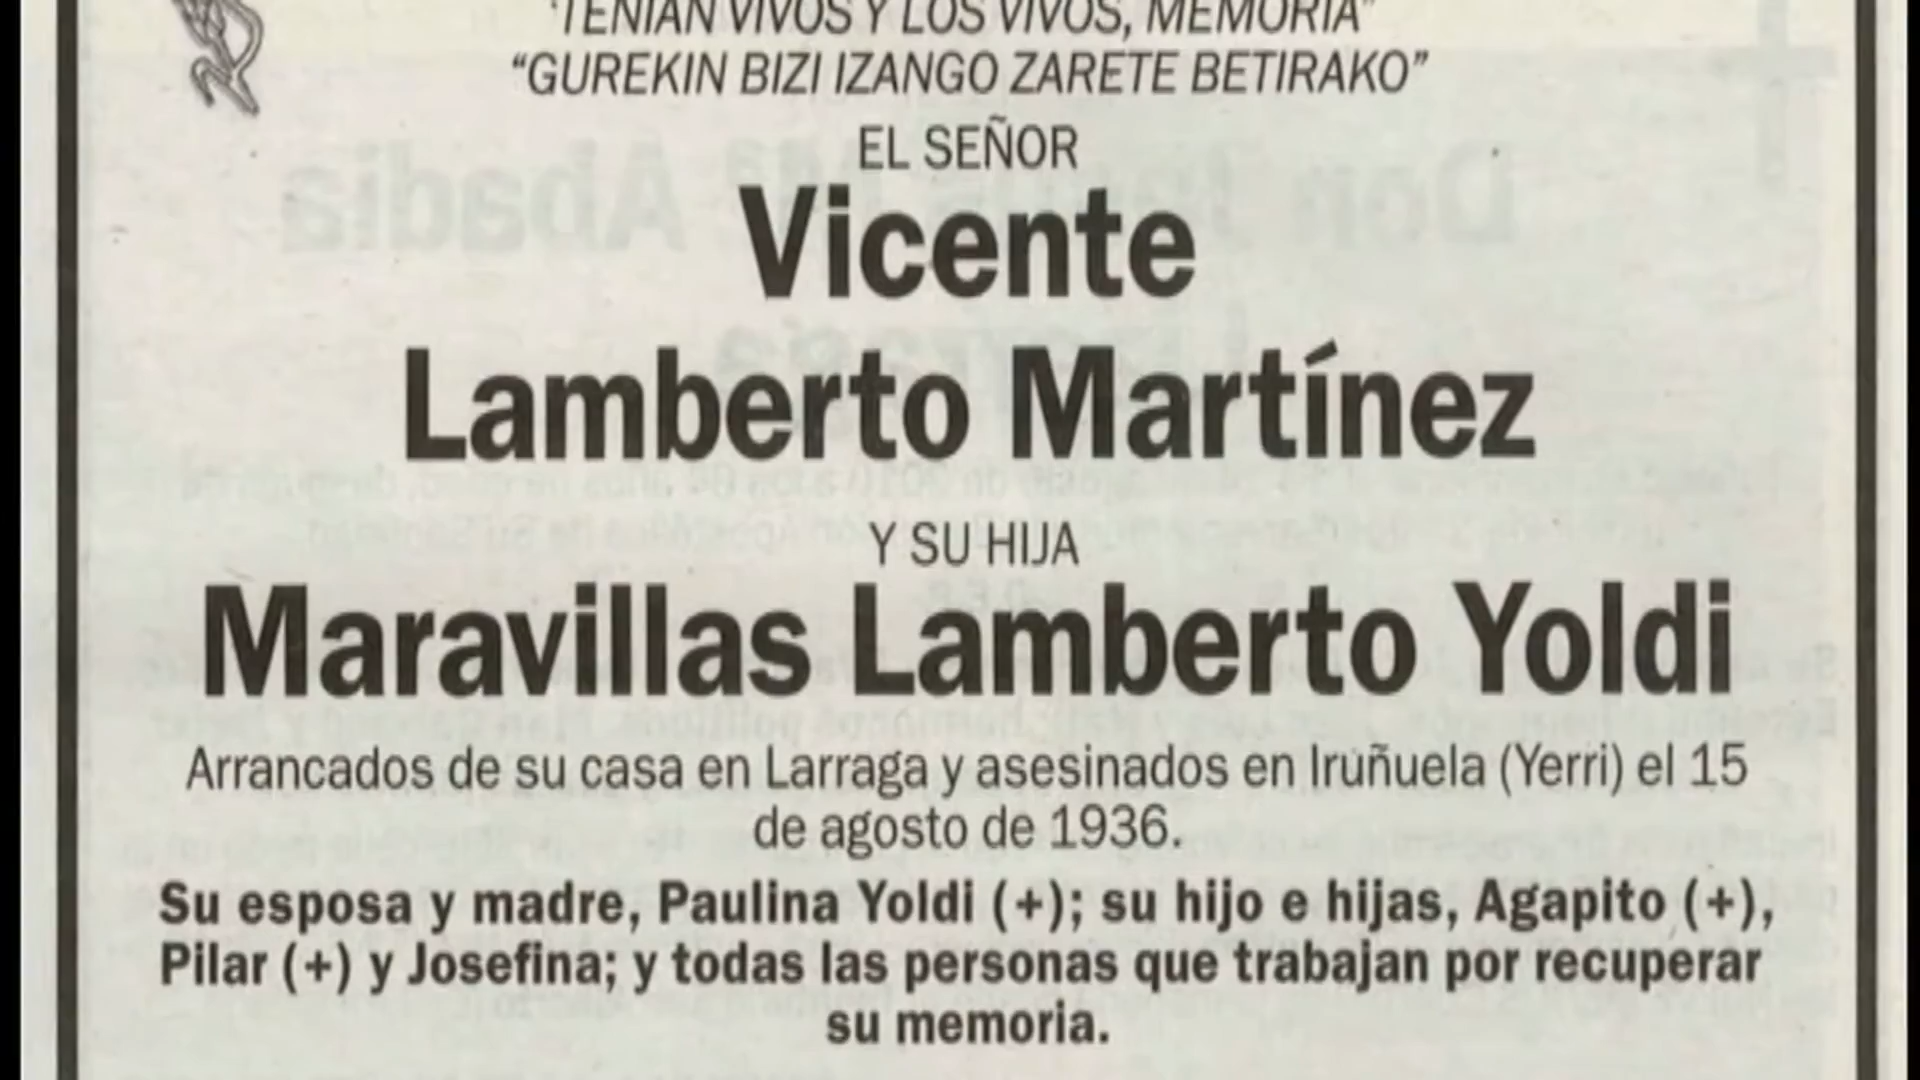 "TENÍAN VIVOS Y LOS VIVOS, MEMORIA"
"GUREKIN BIZI IZANGO ZARETE BETIRAKO"
EL SEÑOR
Vicente
Lamberto Martínez
Y SU HIJA
Maravillas Lamberto Yoldi
Arrancados de su casa en Larraga y asesinados en Iruñuela (Yerri) el 15
de agosto de 1936.
Su esposa y madre, Paulina Yoldi (+); su hijo e hijas, Agapito (+),
Pilar (+) y Josefina; y todas las personas que trabajan por recuperar
su memoria.